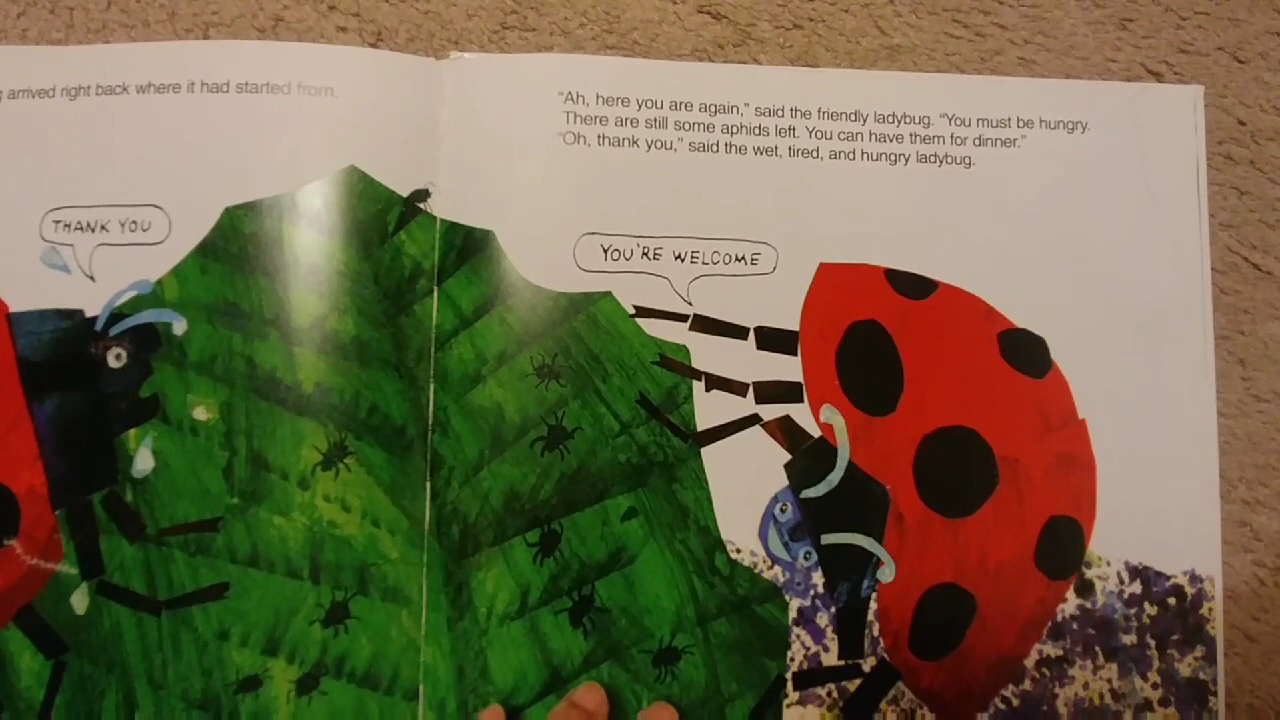 arrived right back where it had started from.
"Ah, here you are again," said the friendly ladybug. "You must be hungry.
There are still some aphids left. You can have them for dinner."
"Oh, thank you," said the wet, tired, and hungry ladybug.
THANK YOU
YOU'RE WELCOME